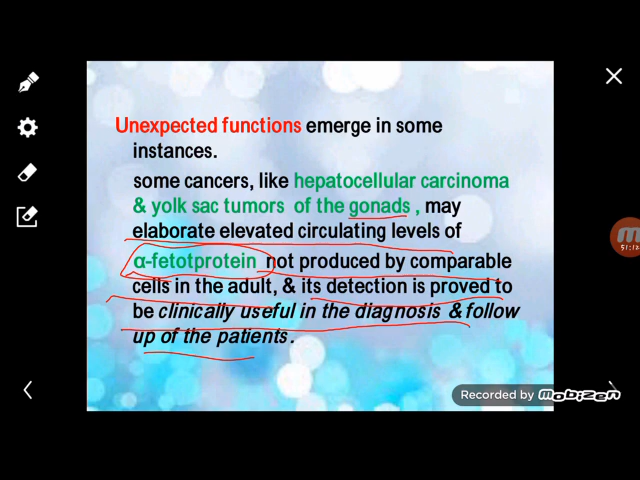 Unexpected functions emerge in some
instances.
some cancers, like hepatocellular carcinoma
& yolk sac tumors of the gonads , may
elaborate elevated circulating levels of
α-fetotprotein not produced by comparable
cells in the adult, & its detection is proved to
be clinically useful in the diagnosis & follow
up of the patients.
Recorded by MOBIZEN